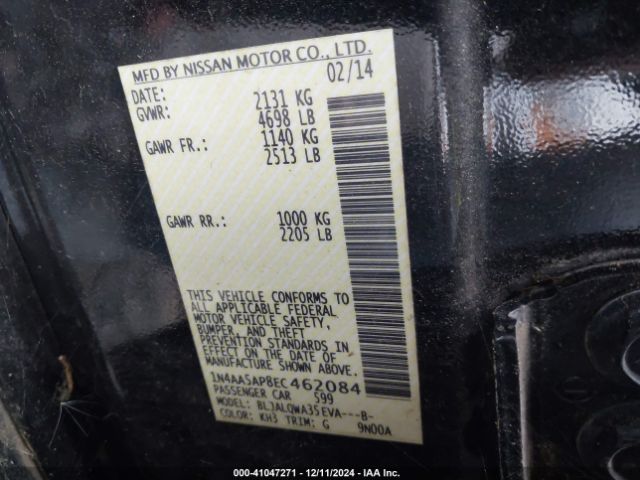 MFD BY NISSAN MOTOR CO., LTD.
DATE: 02/14
GVWR: 2131 KG
4698 LB
GAWR FR.: 1140 KG
2513 LB
GAWR RR.: 1000 KG
2205 LB
THIS VEHICLE CONFORMS TO
ALL APPLICABLE FEDERAL
MOTOR VEHICLE SAFETY,
BUMPER, AND THEFT
PREVENTION STANDARDS IN
EFFECT ON THE DATE OF
MANUFACTURE SHOWN ABOVE.
1N4AA5AP8EC462084
PASSENGER CAR 599
MODEL: BLJALQWA35EVA---B-
COLOR: KH3 TRIM: G 9N00A
000-41047271 - 12/11/2024 - IAA Inc.